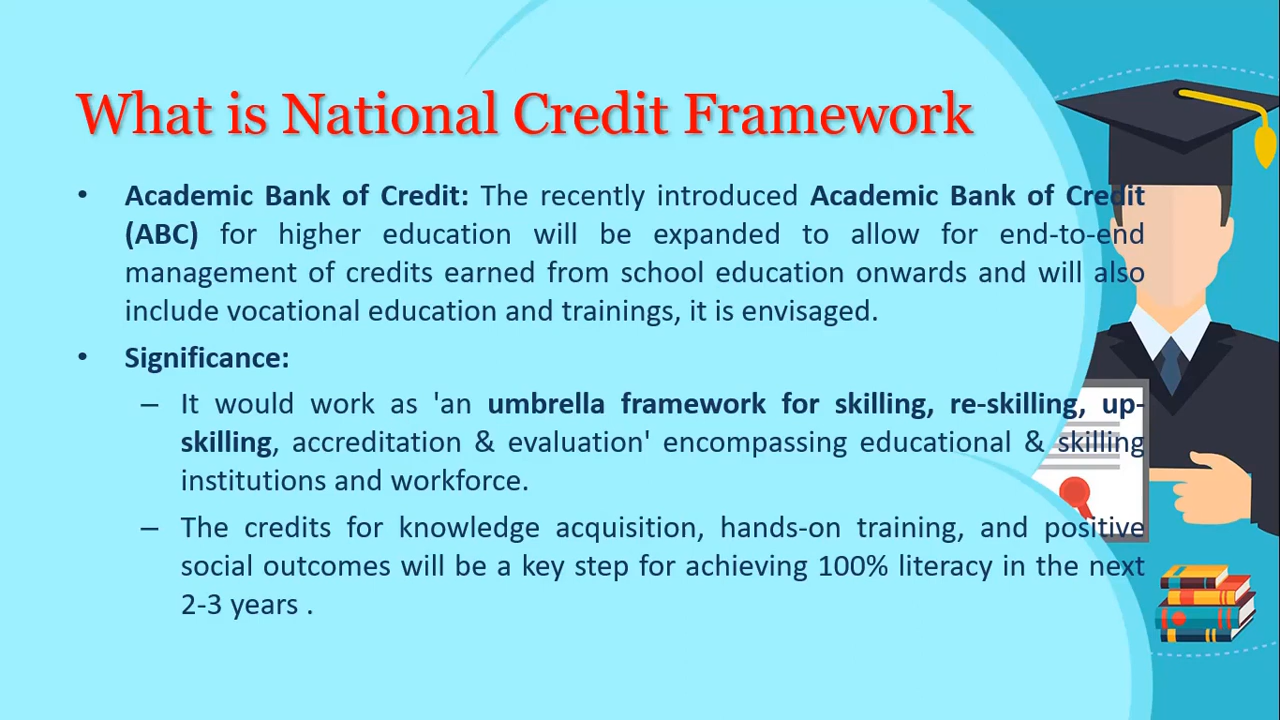 What is National Credit Framework
• Academic Bank of Credit: The recently introduced Academic Bank of Credit
(ABC) for higher education will be expanded to allow for end-to-end
management of credits earned from school education onwards and will also
include vocational education and trainings, it is envisaged.
• Significance:
– It would work as 'an umbrella framework for skilling, re-skilling, up-
skilling, accreditation & evaluation' encompassing educational & skilling
institutions and workforce.
– The credits for knowledge acquisition, hands-on training, and positive
social outcomes will be a key step for achieving 100% literacy in the next
2-3 years .